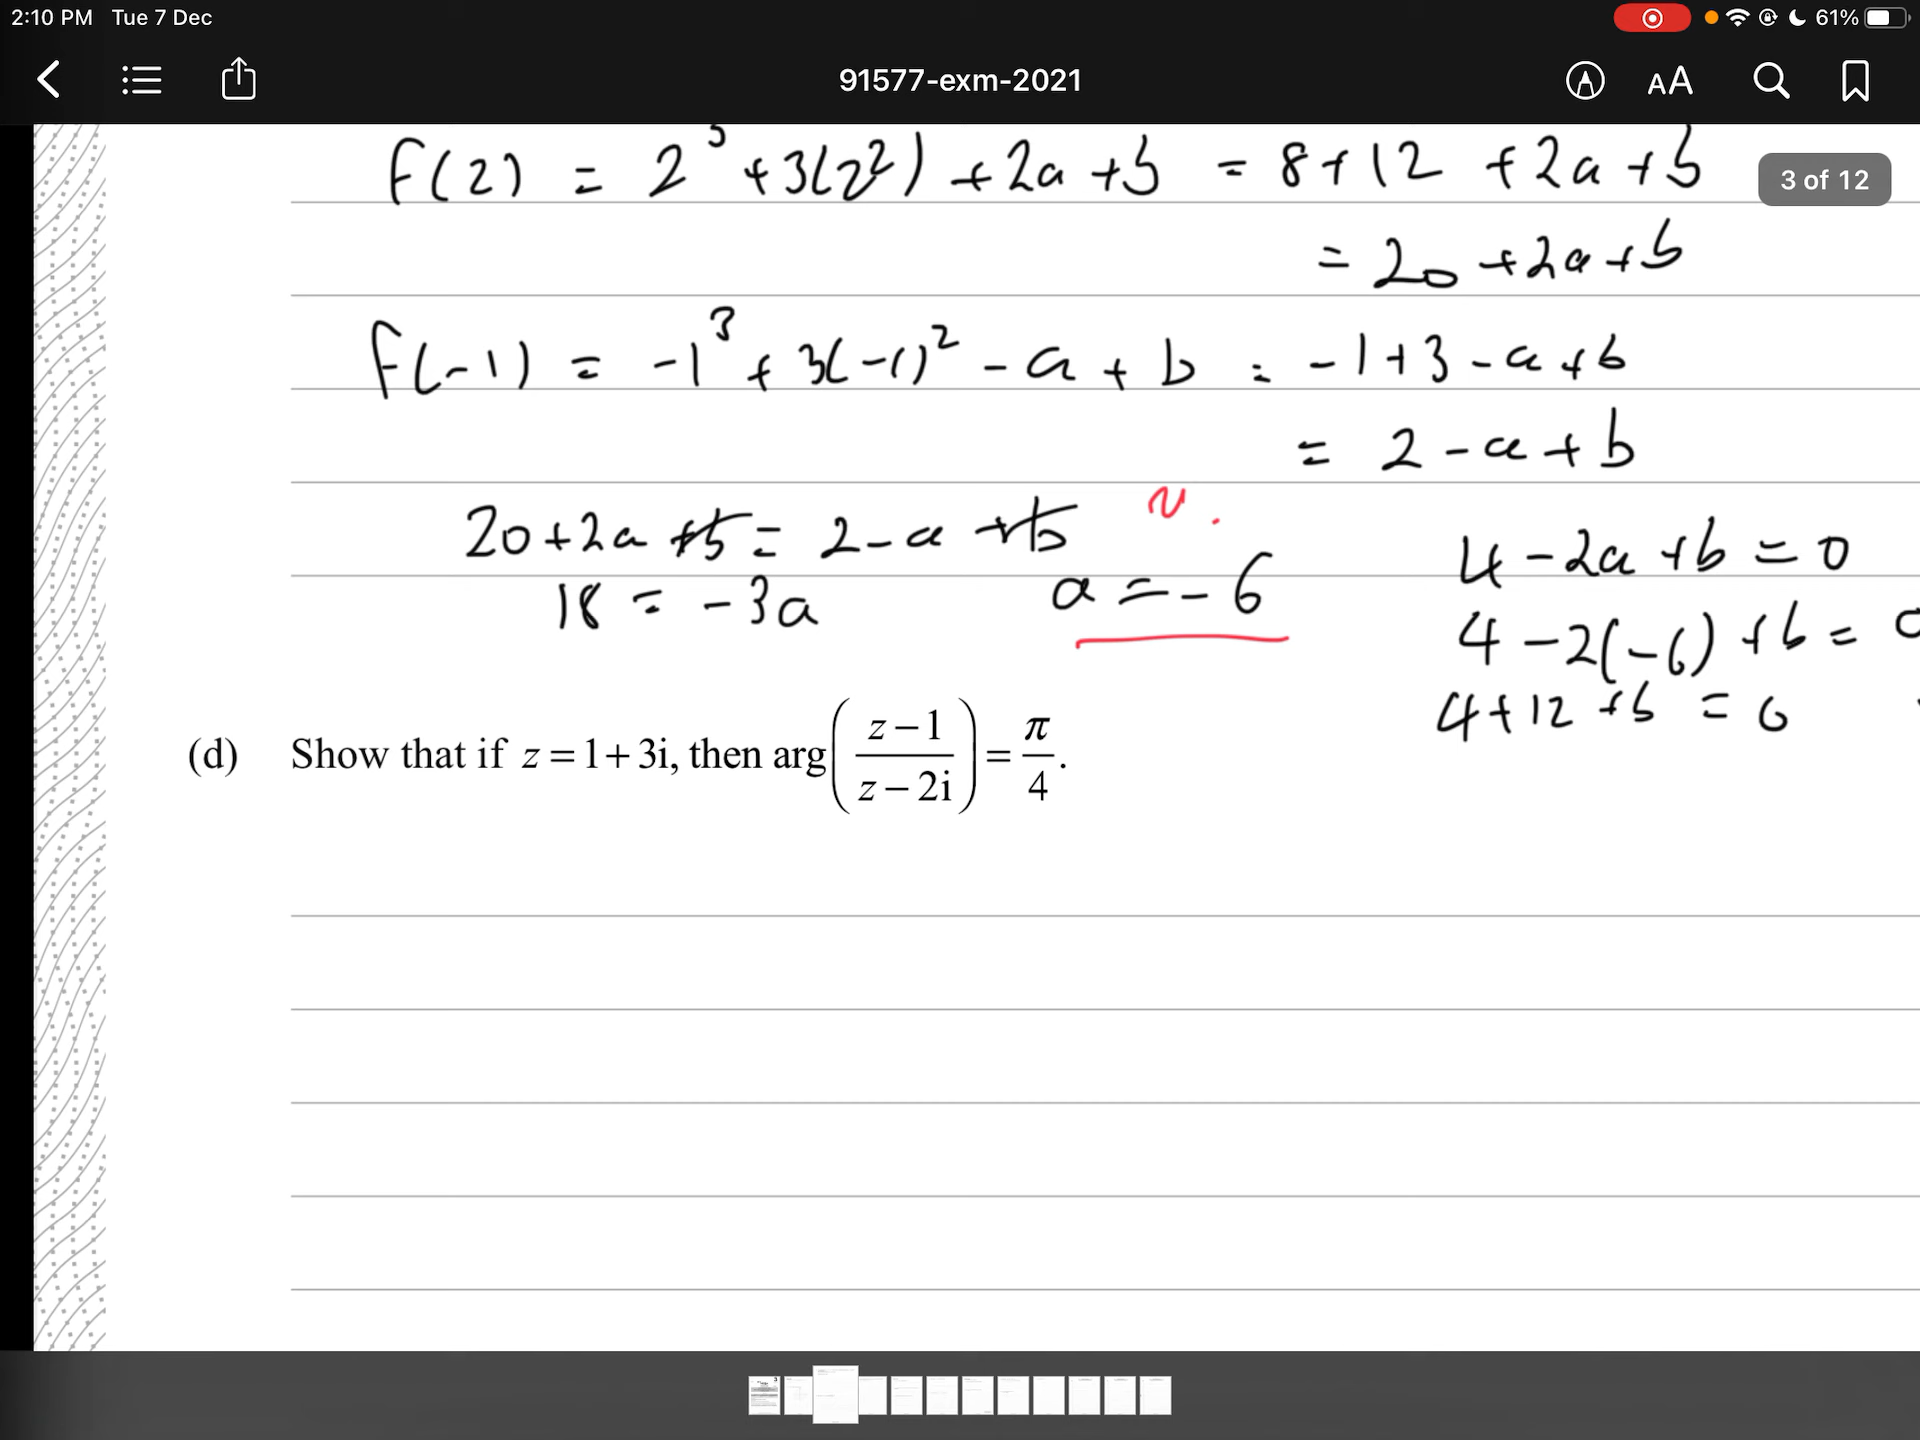 2:10 PM Tue 7 Dec
61%
91577-exm-2021
AA
3 of 12
f(2) = 2³ + 3(2²) + 2a + b = 8 + 12 + 2a + b
= 20 + 2a + b
f(-1) = -1³ + 3(-1)² - a + b = -1 + 3 - a + b
= 2 - a + b
20 + 2a + b = 2 - a + b
18 = -3a a = -6
4 - 2a + b = 0
4 - 2(-6) + b = 0
4 + 12 + b = 0
(d) Show that if z = 1 + 3i, then arg((z − 1)/(z − 2i)) = π/4.